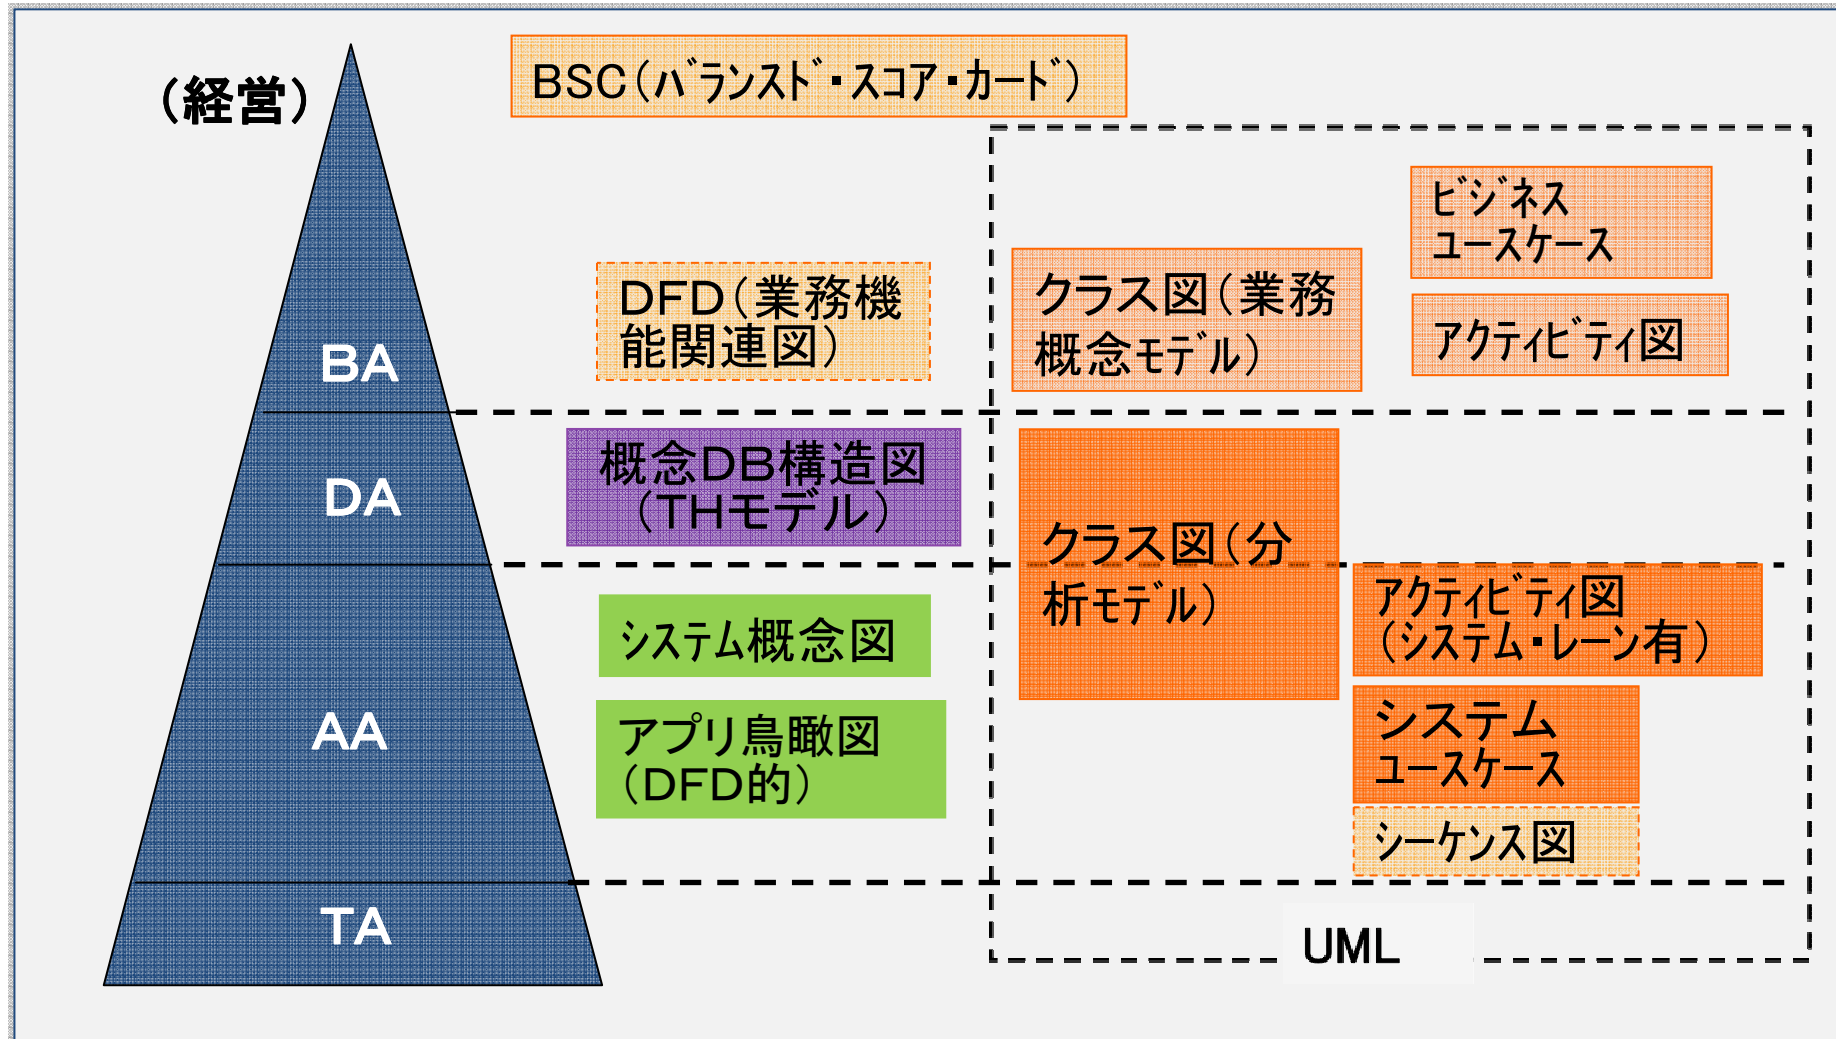 (経営)
BSC(ﾊﾞﾗﾝｽﾄﾞ・ｽｺｱ・ｶｰﾄﾞ)
ﾋﾞｼﾞﾈｽ
ﾕｰｽｹｰｽ
DFD(業務機
能関連図)
クラス図(業務
概念ﾓﾃﾞﾙ)
ｱｸﾃｨﾋﾞﾃｨ図
BA
概念DB構造図
(THモデル)
DA
クラス図(分
析ﾓﾃﾞﾙ)
ｱｸﾃｨﾋﾞﾃｨ図
(ｼｽﾃﾑ・ﾚｰﾝ有)
ｼｽﾃﾑ概念図
アプリ鳥瞰図
(DFD的)
AA
システム
ﾕｰｽｹｰｽ
ｼｰｹﾝｽ図
TA
UML